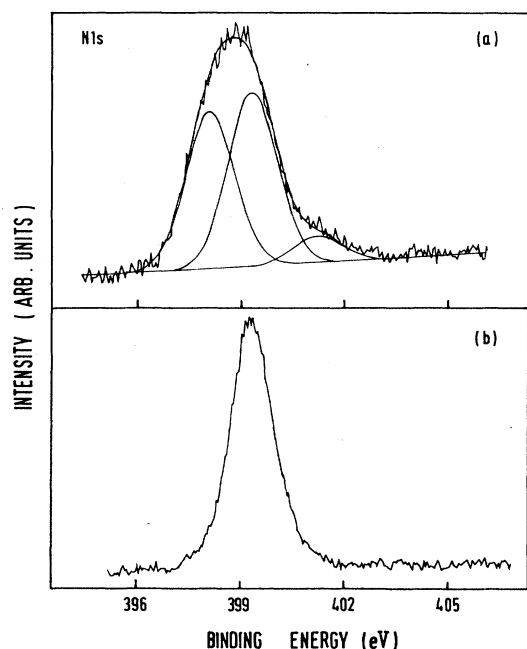 N1s
(a)
(b)
396 399 402 405
BINDING ENERGY (eV)
INTENSITY (ARB. UNITS)